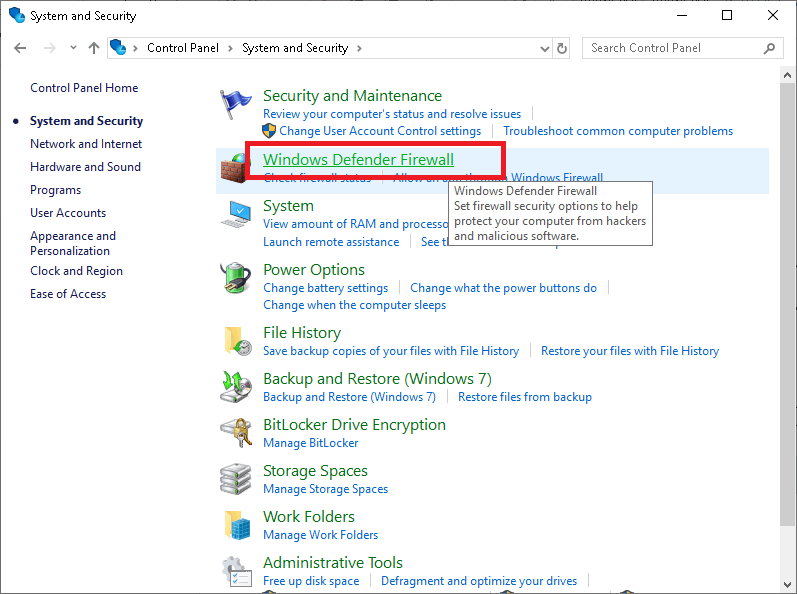 System and Security
Control Panel > System and Security >
Search Control Panel
Control Panel Home
System and Security
Network and Internet
Hardware and Sound
Programs
User Accounts
Appearance and
Personalization
Clock and Region
Ease of Access
Security and Maintenance
Review your computer's status and resolve issues
Change User Account Control settings
Troubleshoot common computer problems
Windows Defender Firewall
Check firewall status
Windows Firewall
Windows Defender Firewall
Set firewall security options to help
protect your computer from hackers
and malicious software.
System
View amount of RAM and processo
Launch remote assistance
See t
Power Options
Change battery settings
Change what the power buttons do
Change when the computer sleeps
File History
Save backup copies of your files with File History
Restore your files with File History
Backup and Restore (Windows 7)
Backup and Restore (Windows 7)
Restore files from backup
BitLocker Drive Encryption
Manage BitLocker
Storage Spaces
Manage Storage Spaces
Work Folders
Manage Work Folders
Administrative Tools
Free up disk space
Defragment and optimize your drives